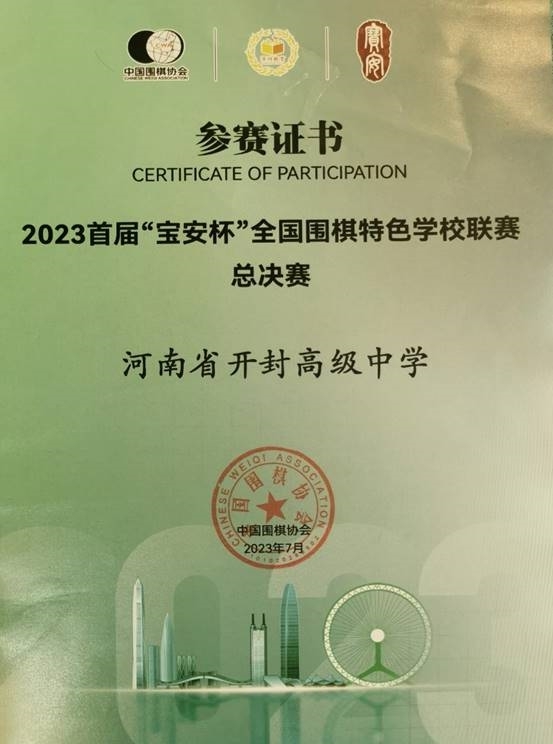 中国围棋协会
CHINESE WEIQI ASSOCIATION
宝安
参赛证书
CERTIFICATE OF PARTICIPATION
2023首届“宝安杯”全国围棋特色学校联赛
总决赛
河南省开封高级中学
CHINESE WEIQI ASSOCIATION
中国围棋协会
中国围棋协会
2023年7月
023